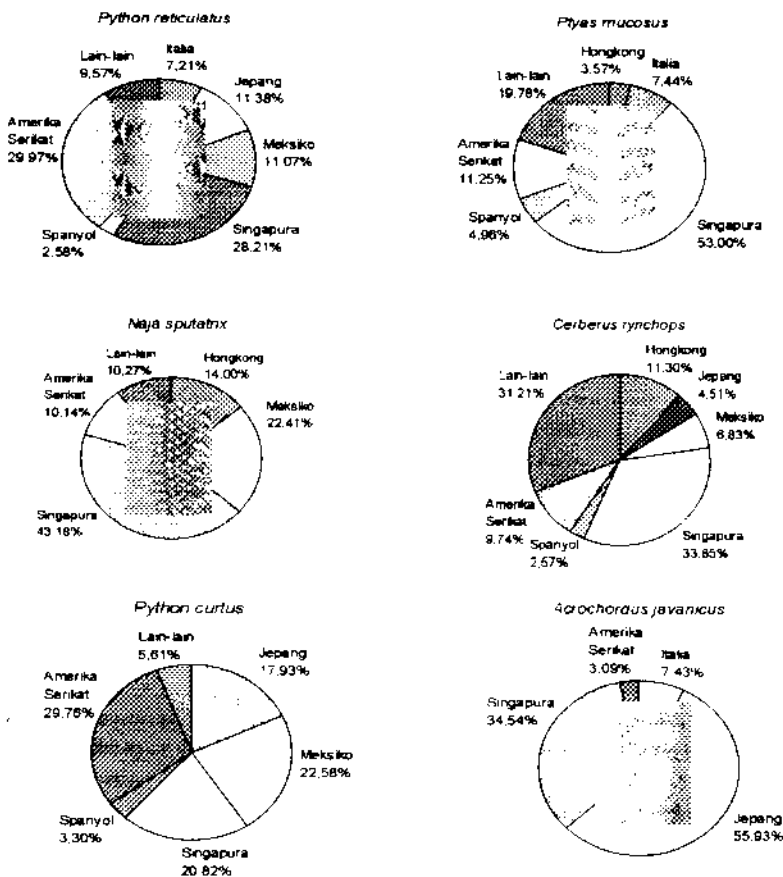 Python reticulatus
Lain-lain
9,57%
Italia
7,21%
Jepang
11.38%
Amerika
Serikat
29.97%
Meksiko
11.07%
Spanyol
2.58%
Singapura
28.21%
Ptyas mucosus
Hongkong
3.57%
Italia
7.44%
Lain-lain
19.78%
Amerika
Serikat
11.25%
Spanyol
4,96%
Singapura
53.00%
Naja sputatrix
Lain-lain
10,27%
Hongkong
14.00%
Amerika
Serikat
10.14%
Meksiko
22.41%
Singapura
43.18%
Cerberus rynchops
Hongkong
11.30%
Jepang
4.51%
Lain-lain
31.21%
Meksiko
6,83%
Amerika
Serikat
9.74%
Spanyol
2,57%
Singapura
33.85%
Python curtus
Lain-lain
5,61%
Jepang
17.93%
Amerika
Serikat
29.76%
Meksiko
22,58%
Spanyol
3,30%
Singapura
20.82%
Acrochordus javanicus
Amerika
Serikat
3.09%
Italia
7.43%
Singapura
34.54%
Jepang
55.93%